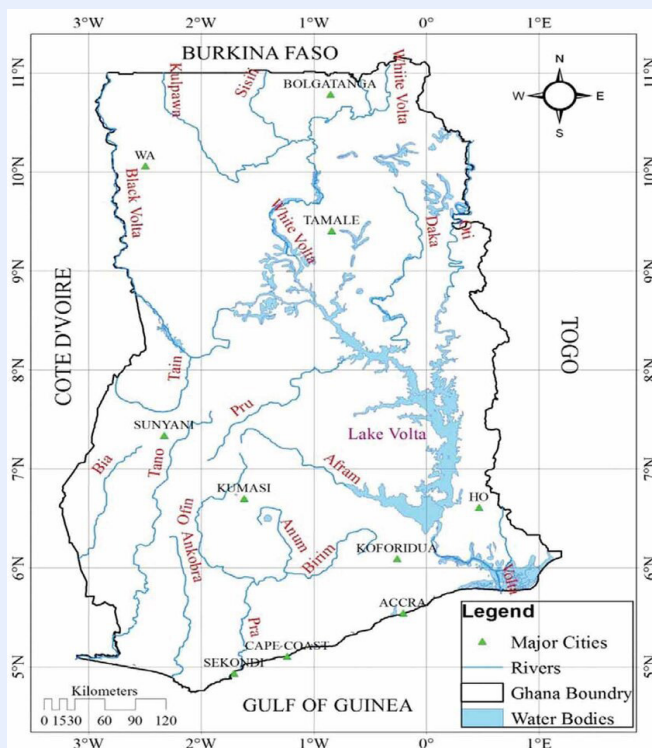 3°W 2°W 1°W 0° 1°E
BURKINA FASO
11°N
10°N
9°N
8°N
7°N
6°N
5°N
Kulpawa
Sisili
BOLGATANGA
Whiite Volta
N
W
E
S
WA
Black Volta
White Volta
TAMALE
Daka
Oti
COTE D'VOIRE
TOGO
Tain
Pru
SUNYANI
Lake Volta
Bia
Tano
Afram
KUMASI
HO
Ofin
Anum
Ankobra
Birim
KOFORIDUA
Volta
ACCRA
Pra
CAPE-COAST
SEKONDI
Kilometers
0 1530 60 90 120
GULF OF GUINEA
Legend
Major Cities
Rivers
Ghana Boundry
Water Bodies
11°N
10°N
9°N
8°N
7°N
6°N
5°N
3°W 2°W 1°W 0° 1°E